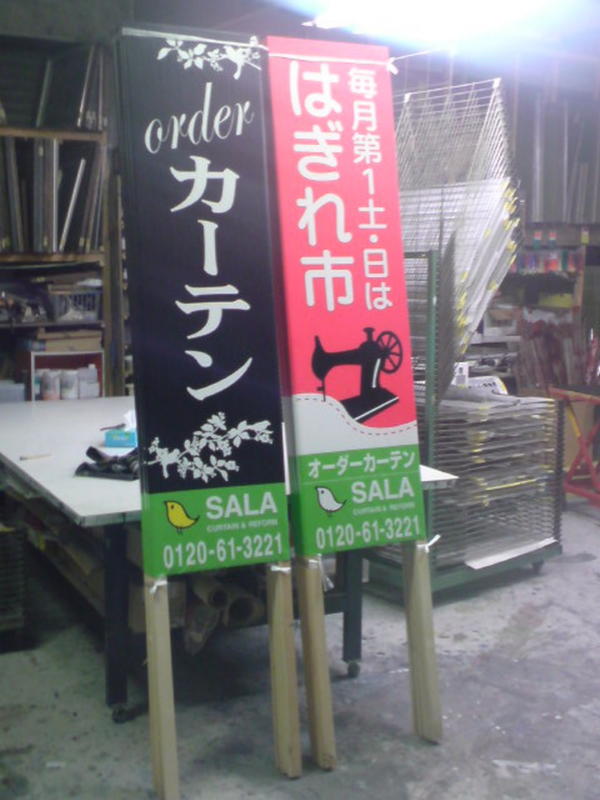 order
カーテン
SALA
CURTAIN & REFORM
0120-61-3221
毎月第1土・日は
はぎれ市
オーダーカーテン
SALA
CURTAIN & REFORM
0120-61-3221